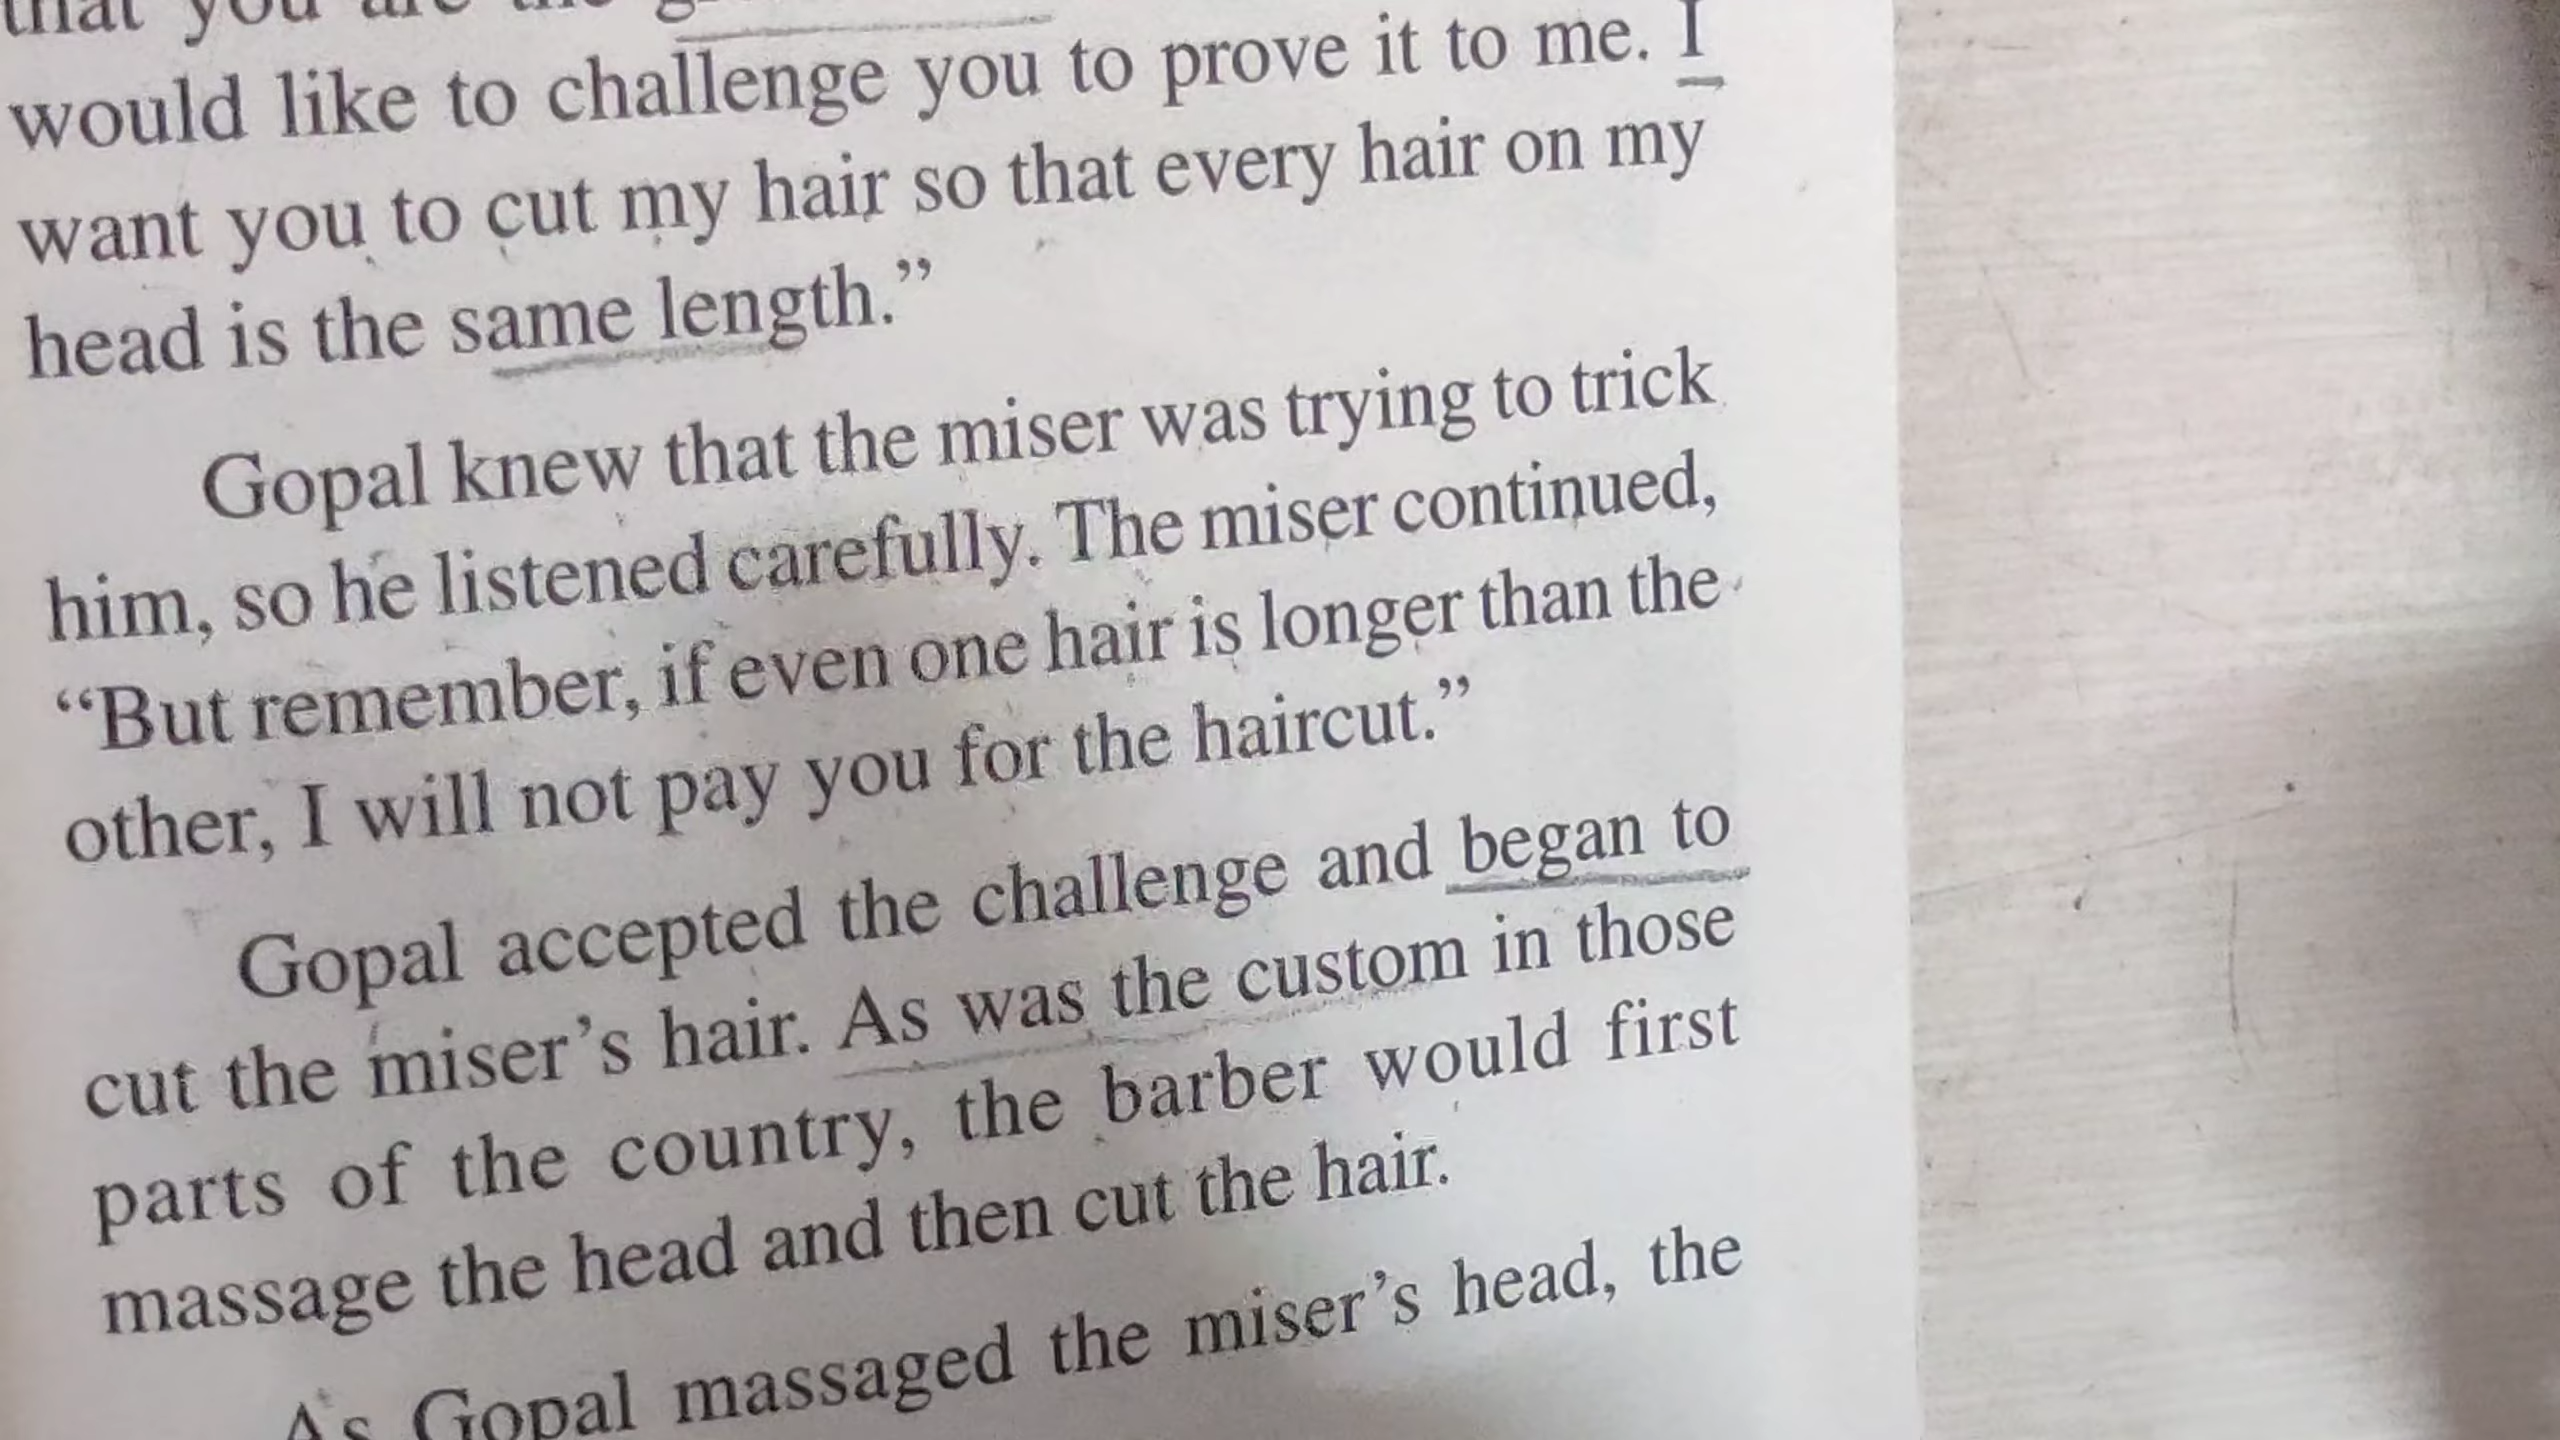 that you are the
would like to challenge you to prove it to me. I
want you to cut my hair so that every hair on my
head is the same length.”
Gopal knew that the miser was trying to trick
him, so he listened carefully. The miser continued,
“But remember, if even one hair is longer than the
other, I will not pay you for the haircut.”
Gopal accepted the challenge and began to
cut the miser’s hair. As was the custom in those
parts of the country, the barber would first
massage the head and then cut the hair.
As Gopal massaged the miser’s head, the